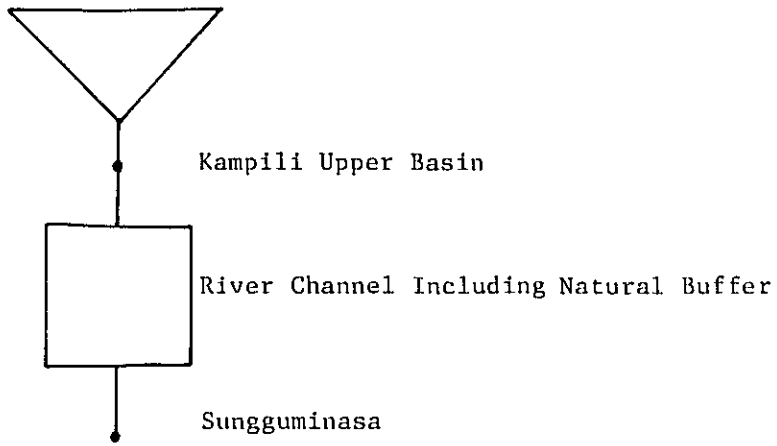 Kampili Upper Basin
River Channel Including Natural Buffer
Sungguminasa